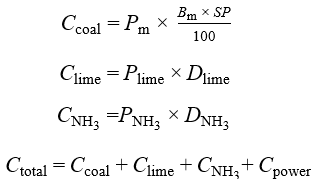 C_coal = P_m × (B_m × SP)/100
C_lime = P_lime × D_lime
C_NH₃ =P_NH₃ × D_NH₃
C_total = C_coal + C_lime + C_NH₃ + C_power